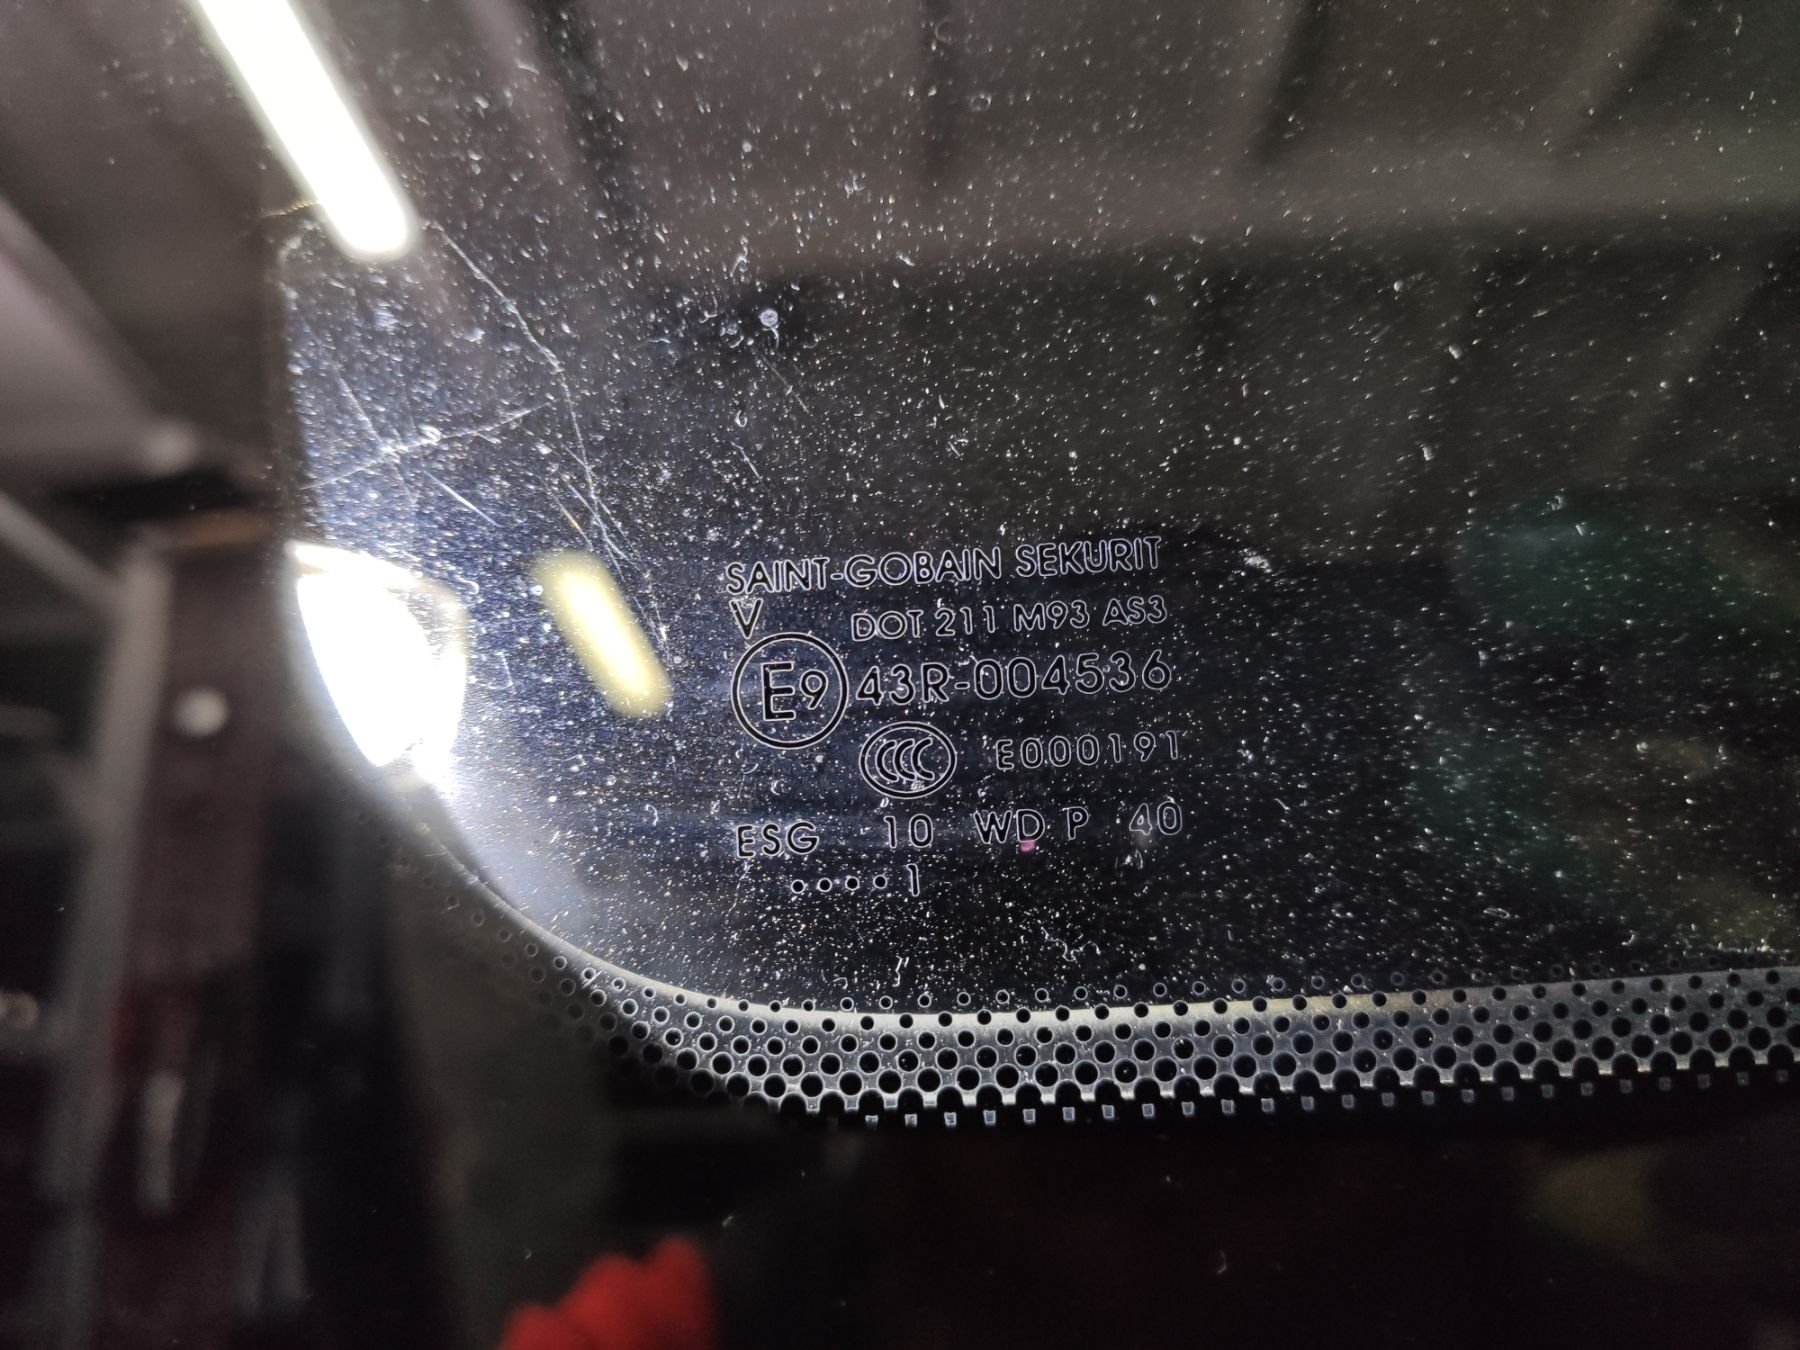 SAINT-GOBAIN SEKURIT
V DOT 211 M93 AS3
E9 43R-004536
CCC E000191
ESG 10 WD P 40
....1